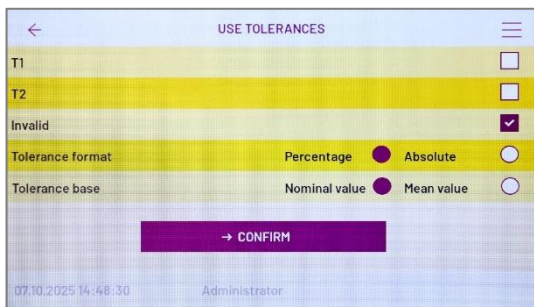 ← USE TOLERANCES
T1
T2
Invalid
Tolerance format Percentage Absolute
Tolerance base Nominal value Mean value
→ CONFIRM
07.10.2025 14:48:30 Administrator